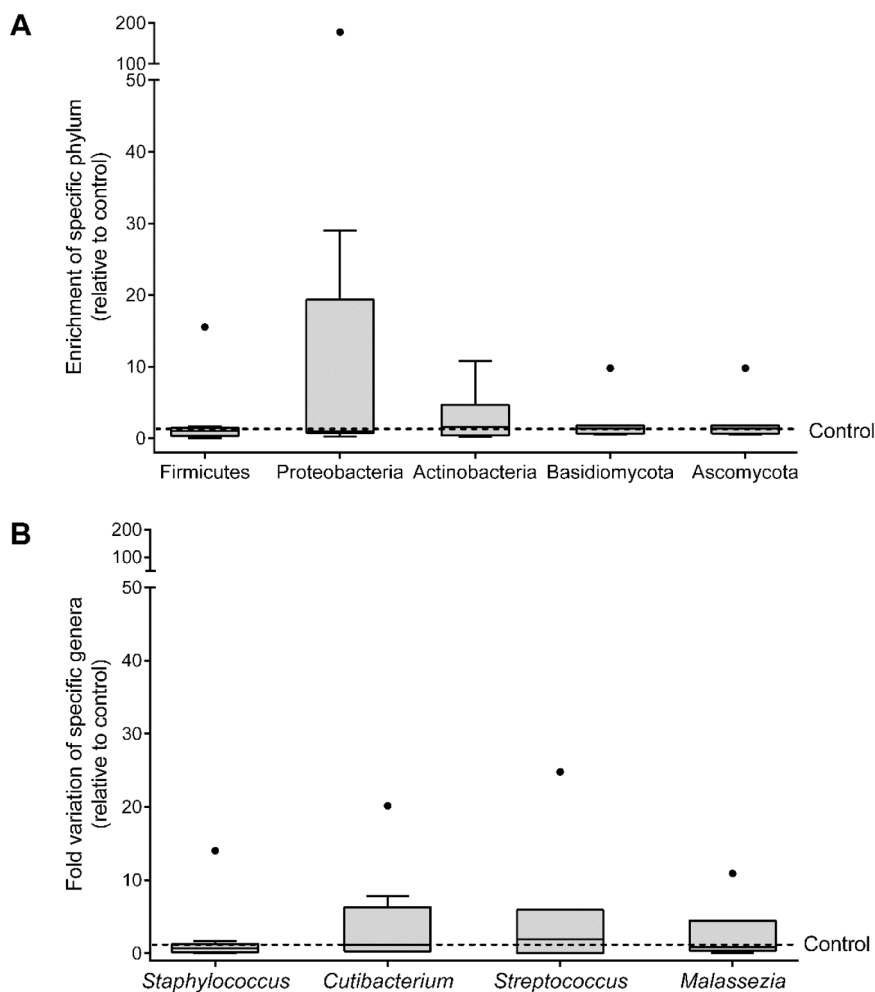 A
Enrichment of specific phylum
(relative to control)
200
100
50
40
30
20
10
0
Control
Firmicutes Proteobacteria Actinobacteria Basidiomycota Ascomycota
B
Fold variation of specific genera
(relative to control)
200
100
50
40
30
20
10
0
Control
Staphylococcus Cutibacterium Streptococcus Malassezia